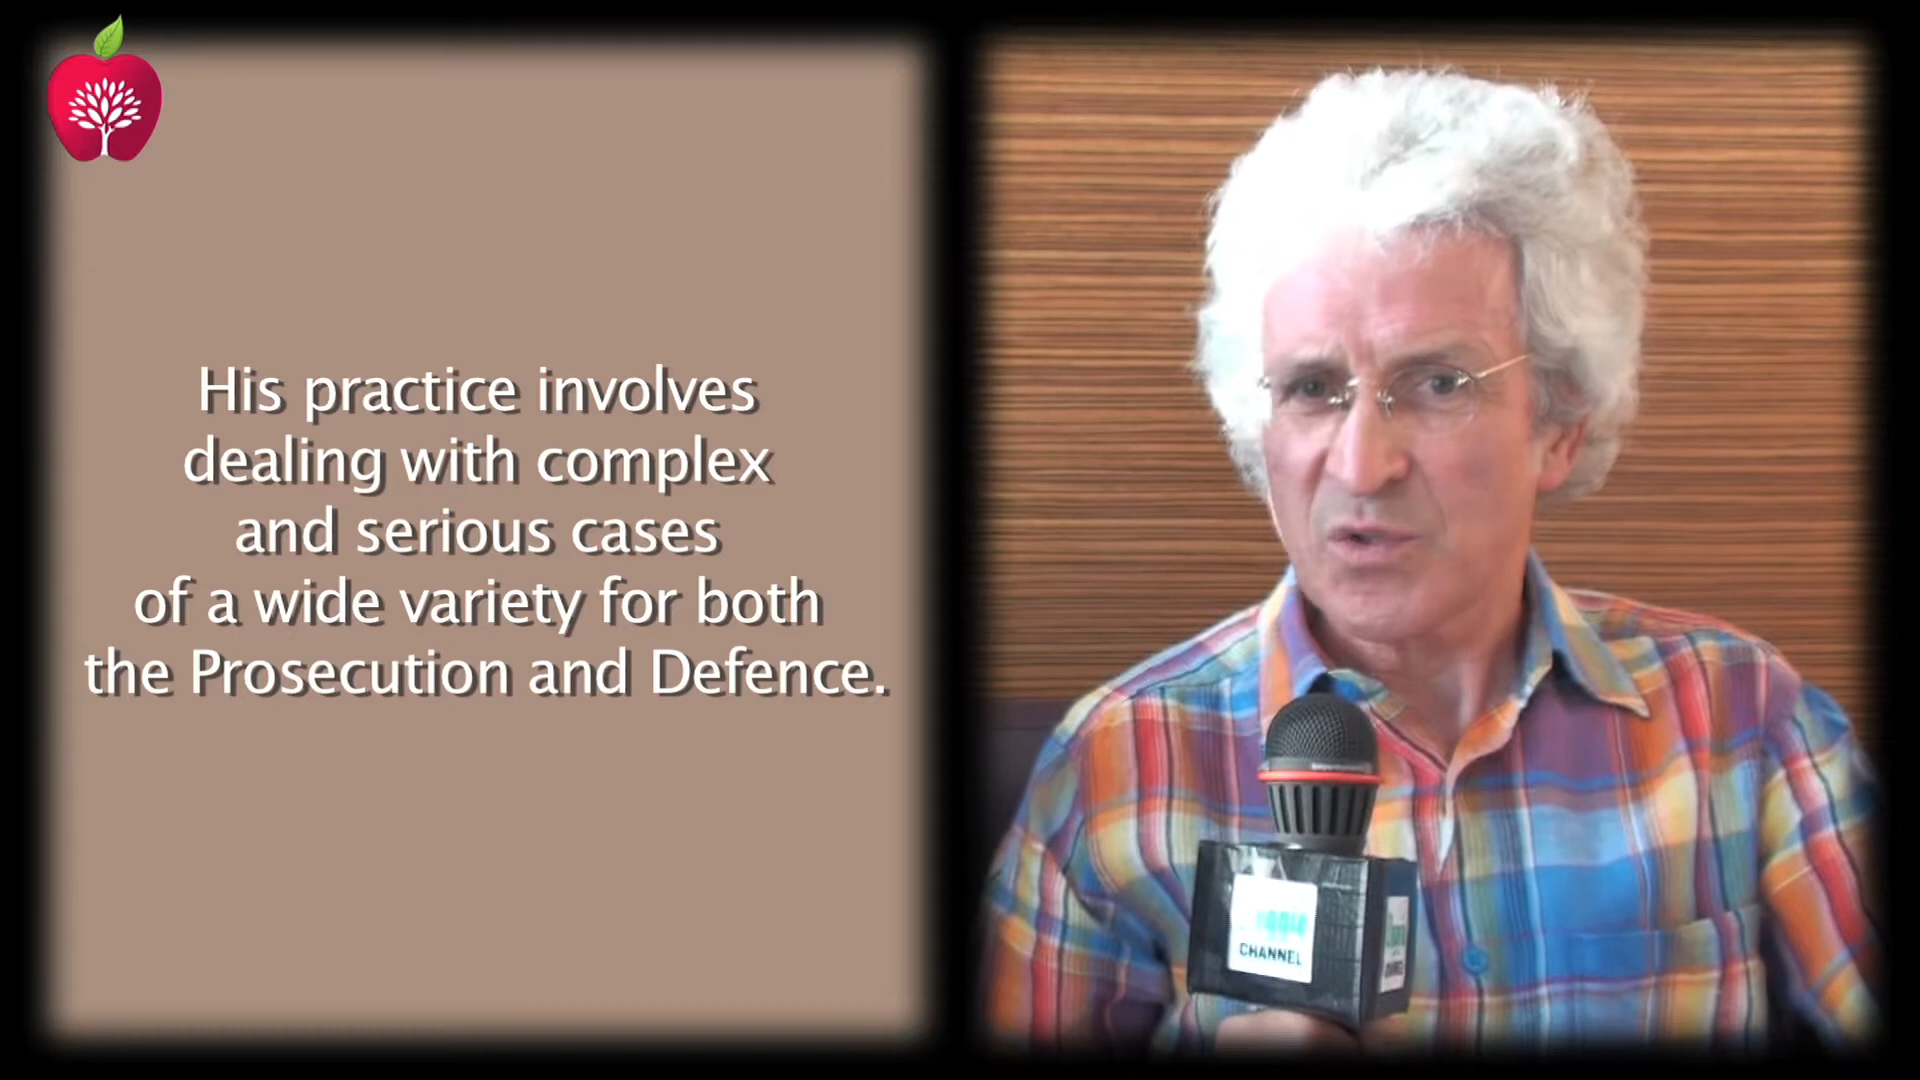 His practice involves
dealing with complex
and serious cases
of a wide variety for both
the Prosecution and Defence.
CHANNEL